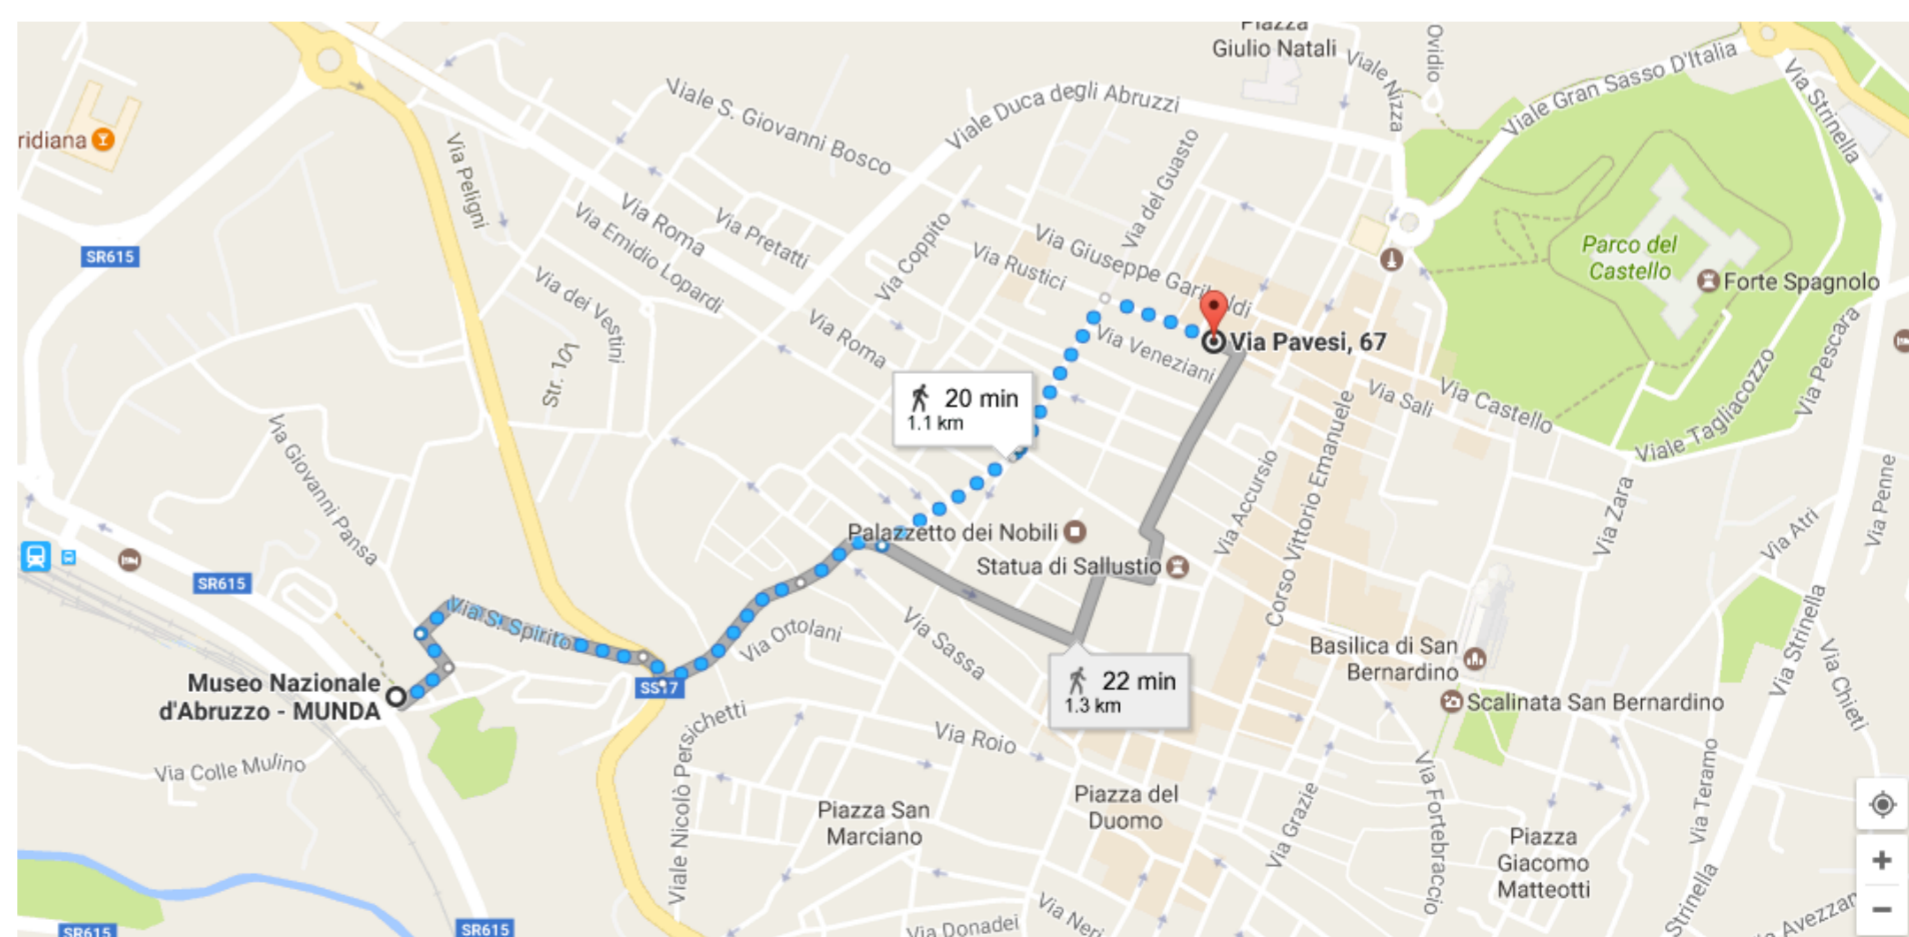 Piazza
Giulio Natali
Ovidio
Viale Nizza
Viale Gran Sasso D'Italia
Via Strinella
Viale S. Giovanni Bosco
Viale Duca degli Abruzzi
ridiana
Via Peligni
Via del Guasto
Via Roma
Via Pretatti
Via Emidio Lopardi
Via Coppito
Via Giuseppe Garibaldi
Via Rustici
Parco del
Castello
Forte Spagnolo
SR615
Via dei Vestini
Via Roma
Via Veneziani
Via Pavesi, 67
Str. 101
20 min
1.1 km
Via Sali
Via Castello
Viale Tagliacozzo
Via Pescara
Via Giovanni Pansa
Via Accursio
Corso Vittorio Emanuele
Via Zara
Via Penne
Via Atri
Palazzetto dei Nobili
Statua di Sallustio
SR615
Via S. Spirito
Via Ortolani
Via Sassa
Basilica di San
Bernardino
Via Strinella
Via Chieti
Museo Nazionale
d'Abruzzo - MUNDA
SS17
22 min
1.3 km
Scalinata San Bernardino
Via Colle Mulino
Viale Nicolò Persichetti
Via Roio
Via Fortebraccio
Via Teramo
Piazza San
Marciano
Piazza del
Duomo
Via Grazie
Piazza
Giacomo
Matteotti
SR615
SR615
Via Donadei
Via Neri
Strinella
Avezzan
+
−